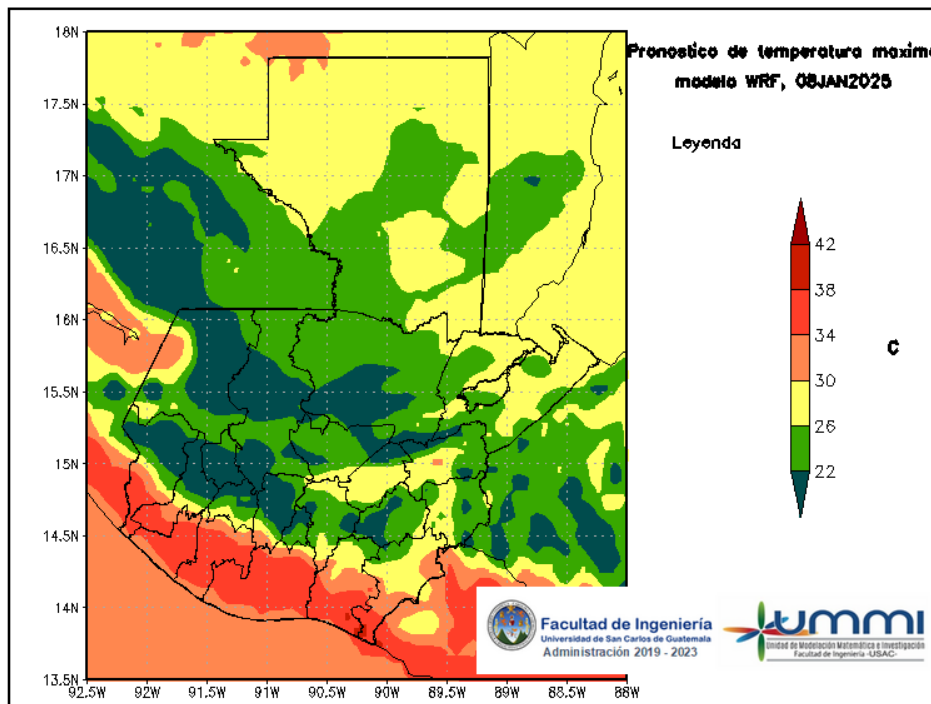 Pronostico de temperatura maxima
modelo WRF, 08JAN2025
Leyenda
42
38
34
30
26
22
C
18N
17.5N
17N
16.5N
16N
15.5N
15N
14.5N
14N
13.5N
92.5W
92W
91.5W
91W
90.5W
90W
89.5W
89W
88.5W
88W
Facultad de Ingeniería
Universidad de San Carlos de Guatemala
Administración 2019 - 2023
ummi
Unidad de Modelación Matemática e Investigación
Facultad de Ingeniería -USAC-